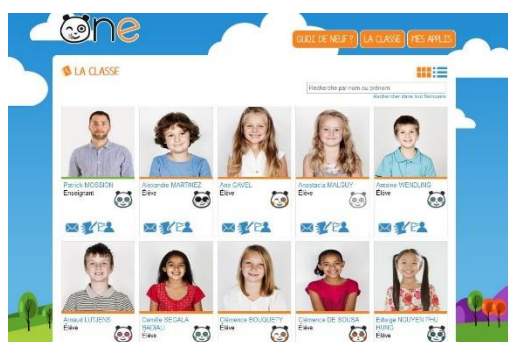 One
QUOI DE NEUF?
LA CLASSE
MES APPLIS
LA CLASSE
Recherche par nom ou prénom
Rechercher dans tout l'annuaire
Patrick MOSSION
Enseignant
Alexandre MARTINEZ
Élève
Ana CAVEL
Élève
Anastacia MALGUY
Élève
Antoine WENDLING
Élève
Arnaud LUTJENS
Élève
Camille SEGALA
BADIALI
Élève
Clémence BOUQUETY
Élève
Clémence DE SOUSA
Élève
Edwige NGUYEN THU
HUNG
Élève